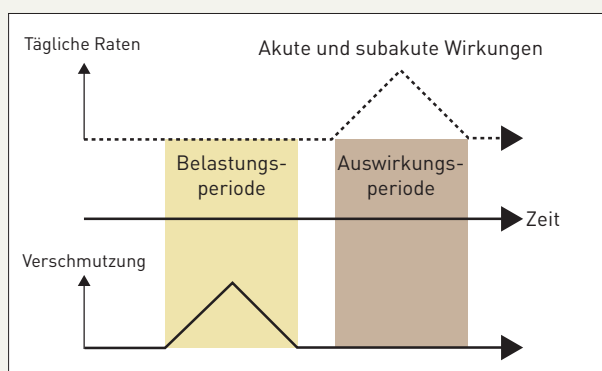 Tägliche Raten
Akute und subakute Wirkungen
Belastungs-
periode
Auswirkungs-
periode
Zeit
Verschmutzung